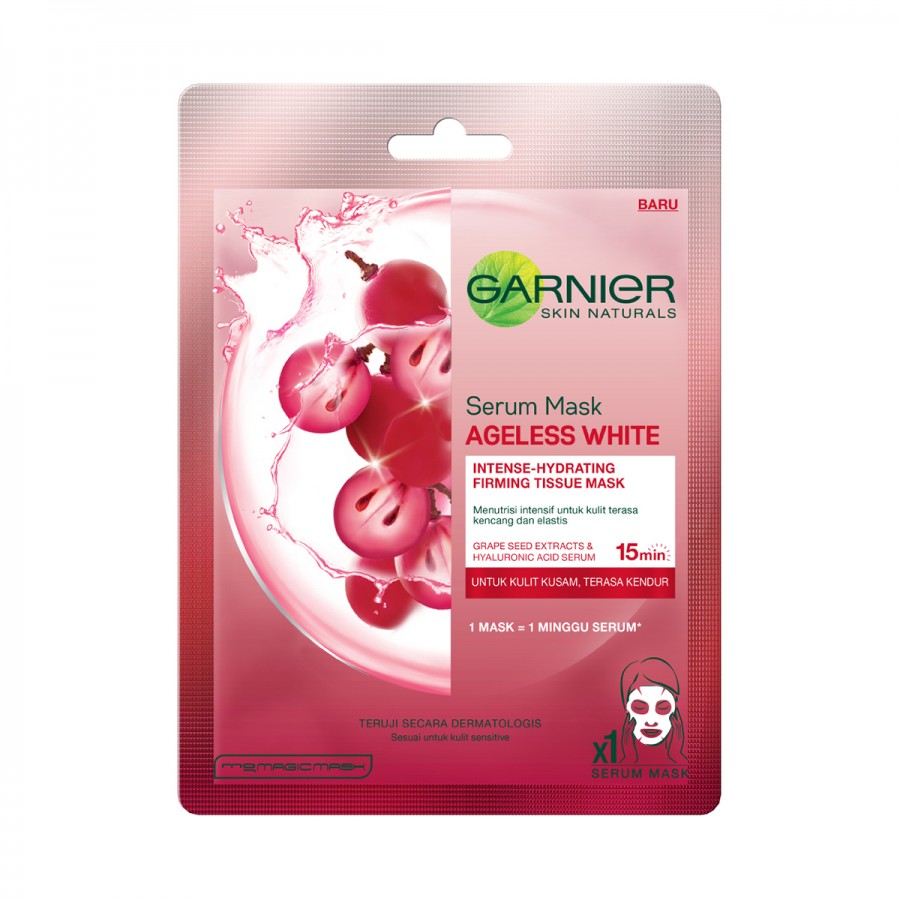 BARU
GARNIER
SKIN NATURALS
Serum Mask
AGELESS WHITE
INTENSE-HYDRATING
FIRMING TISSUE MASK
Menutrisi intensif untuk kulit terasa
kencang dan elastis
GRAPE SEED EXTRACTS &
HYALURONIC ACID SERUM
15min
UNTUK KULIT KUSAM, TERASA KENDUR
1 MASK = 1 MINGGU SERUM*
TERUJI SECARA DERMATOLOGIS
Sesuai untuk kulit sensitive
x1
SERUM MASK
MAGICMASK